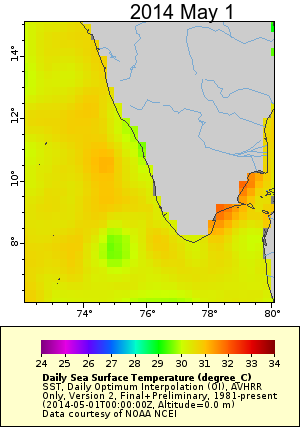 2014 May 1
14°
12°
10°
8°
74° 76° 78° 80°
24 25 26 27 28 29 30 31 32 33 34
Daily Sea Surface Temperature (degree_C)
SST, Daily Optimum Interpolation (OI), AVHRR
Only, Version 2, Final+Preliminary, 1981-present
(2014-05-01T00:00:00Z, Altitude=0.0 m)
Data courtesy of NOAA NCEI